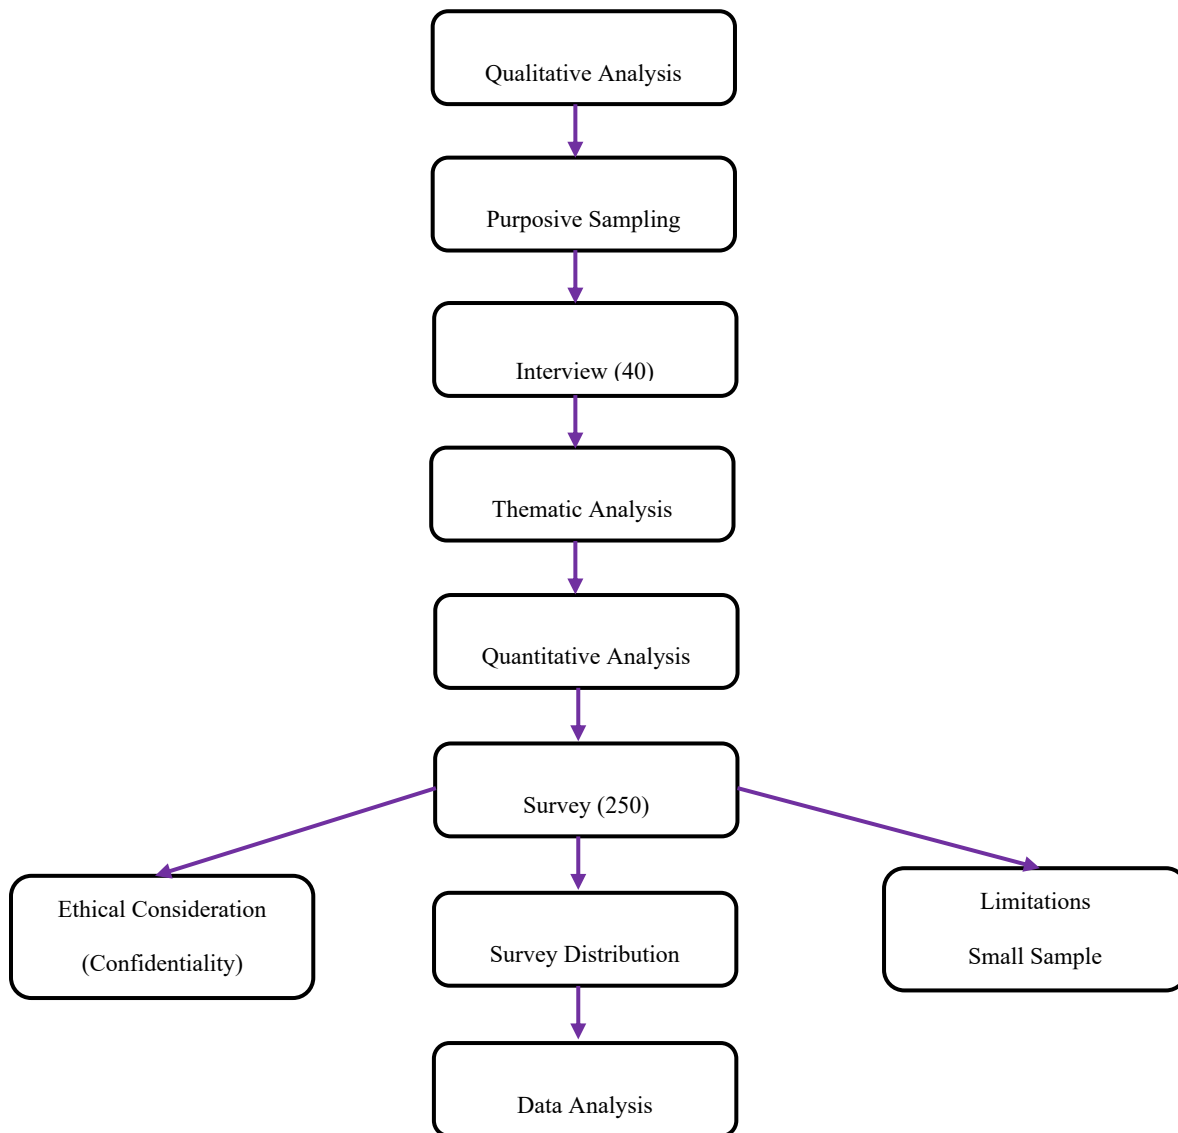 Qualitative Analysis
Purposive Sampling
Interview (40)
Thematic Analysis
Quantitative Analysis
Survey (250)
Ethical Consideration
(Confidentiality)
Survey Distribution
Limitations
Small Sample
Data Analysis